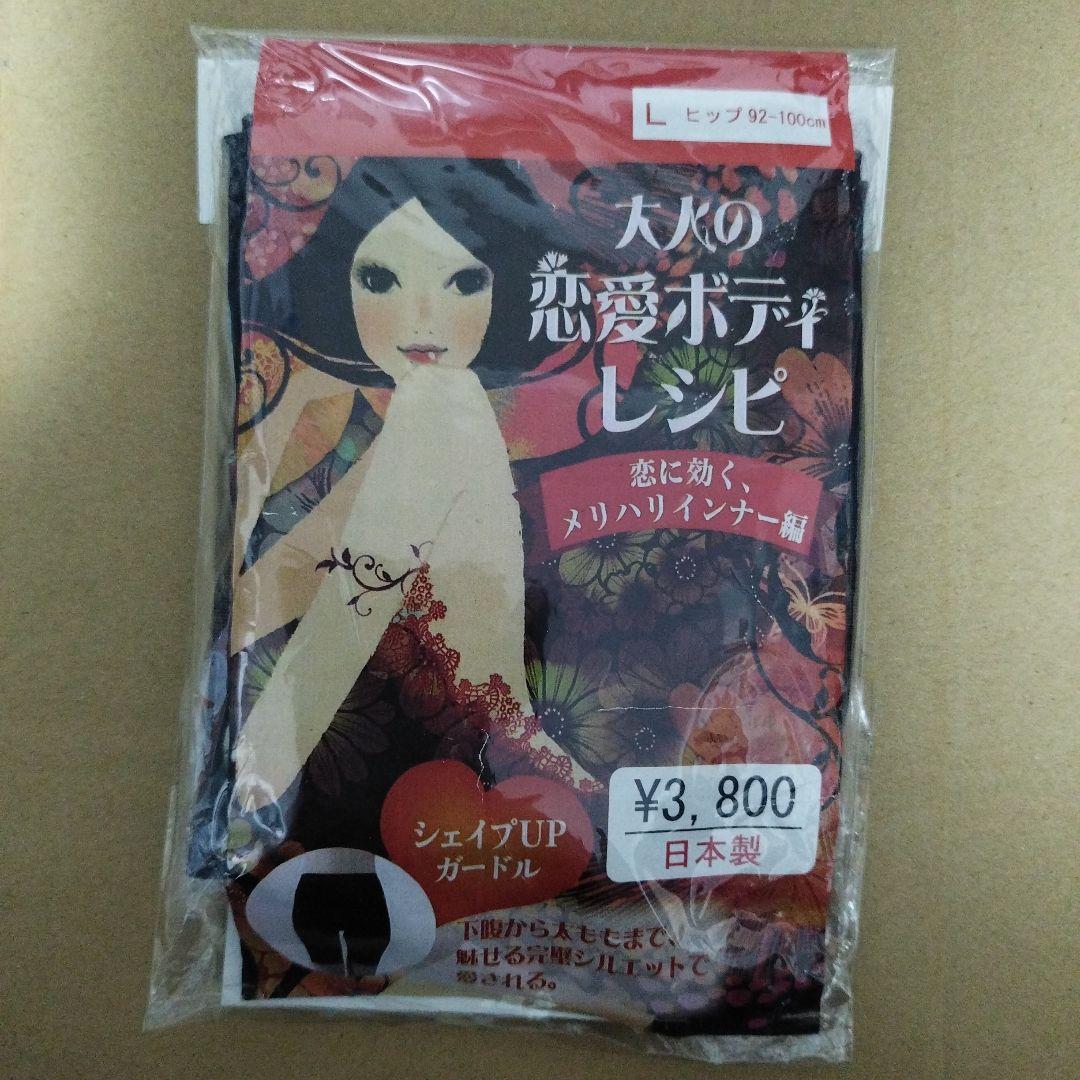 L ヒップ 92-100cm
大人の
恋愛ボディ
レシピ
恋に効く、
メリハリインナー編
¥3,800
日本製
シェイプUP
ガードル
下腹から太ももまで、
魅せる完璧シルエットで
愛される。